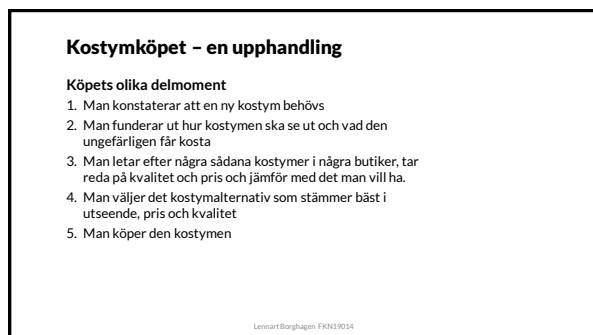 Kostymköpet – en upphandling
Köpets olika delmoment
1. Man konstaterar att en ny kostym behövs
2. Man funderar ut hur kostymen ska se ut och vad den
ungefärligen får kosta
3. Man letar efter några sådana kostymer i några butiker, tar
reda på kvalitet och pris och jämför med det man vill ha.
4. Man väljer det kostymalternativ som stämmer bäst i
utseende, pris och kvalitet
5. Man köper den kostymen
Lennart Borghagen FKN19014